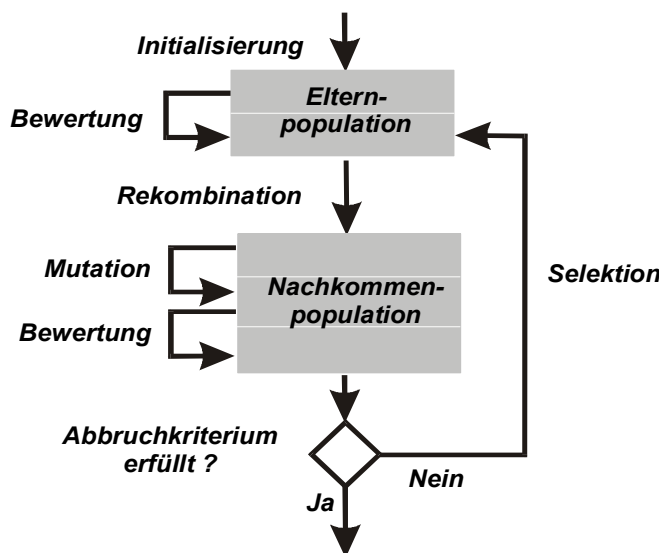 Initialisierung
Eltern-
population
Bewertung
Rekombination
Mutation
Nachkommen-
population
Bewertung
Selektion
Abbruchkriterium
erfüllt ?
Nein
Ja